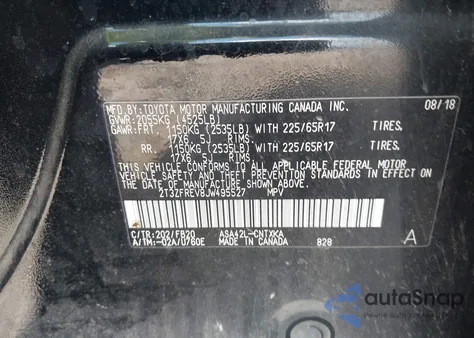 MFD.BY:TOYOTA MOTOR MANUFACTURING CANADA INC. 08/18
GVWR: 2055KG (4525LB)
GAWR:FRT. 1150KG (2535LB) WITH 225/65R17 TIRES.
17X6.5J RIMS
RR. 1150KG (2535LB) WITH 225/65R17 TIRES.
17X6.5J RIMS
THIS VEHICLE CONFORMS TO ALL APPLICABLE FEDERAL MOTOR
VEHICLE SAFETY AND THEFT PREVENTION STANDARDS IN EFFECT
ON THE DATE OF MANUFACTURE SHOWN ABOVE.
2T3ZFREV8JW495527 MPV
C/TR:202/FB20 ASA42L-CNTXKA
A/TM:-02A/U760E MADE IN CANADA 828 A
autoSnap